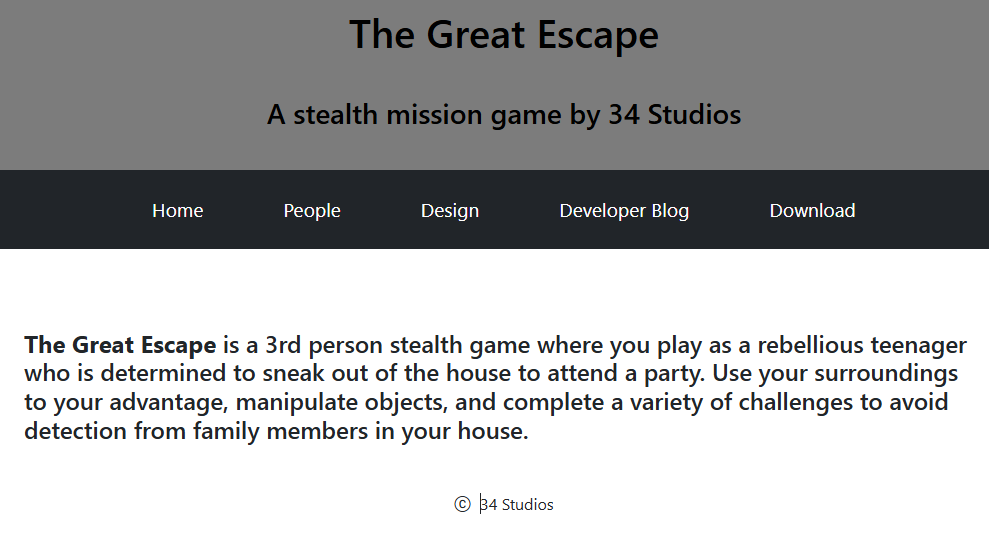 The Great Escape
A stealth mission game by 34 Studios
Home People Design Developer Blog Download
The Great Escape is a 3rd person stealth game where you play as a rebellious teenager
who is determined to sneak out of the house to attend a party. Use your surroundings
to your advantage, manipulate objects, and complete a variety of challenges to avoid
detection from family members in your house.
© 34 Studios